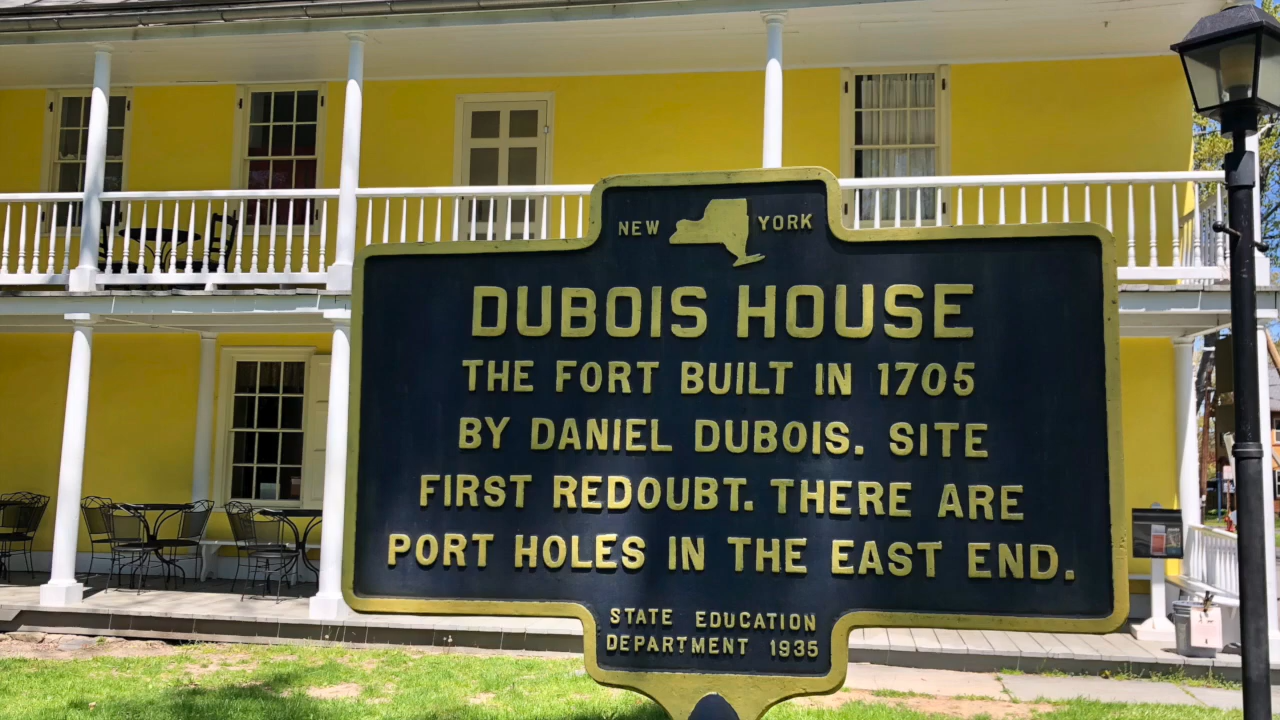 NEW YORK
DUBOIS HOUSE
THE FORT BUILT IN 1705
BY DANIEL DUBOIS. SITE
FIRST REDOUBT. THERE ARE
PORT HOLES IN THE EAST END.
STATE EDUCATION
DEPARTMENT 1935